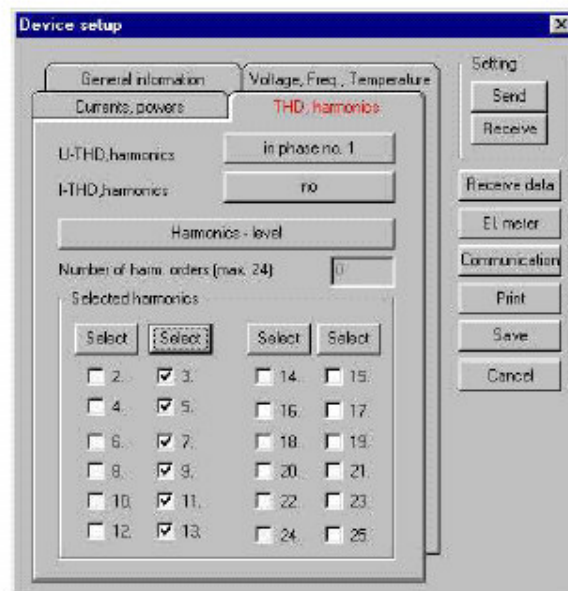 Device setup
General information
Voltage, Freq., Temperature
Currents, powers
THD, harmonics
U-THD,harmonics
in phase no. 1
I-THD,harmonics
no
Harmonics - level
Number of harm. orders (max. 24)
0
Selected harmonics
Select Select Select Select
2. 3. 14. 15.
4. 5. 16. 17.
6. 7. 18. 19.
8. 9. 20. 21.
10. 11. 22. 23.
12. 13. 24. 25.
Setting
Send
Receive
Receive data
El. meter
Communication
Print
Save
Cancel